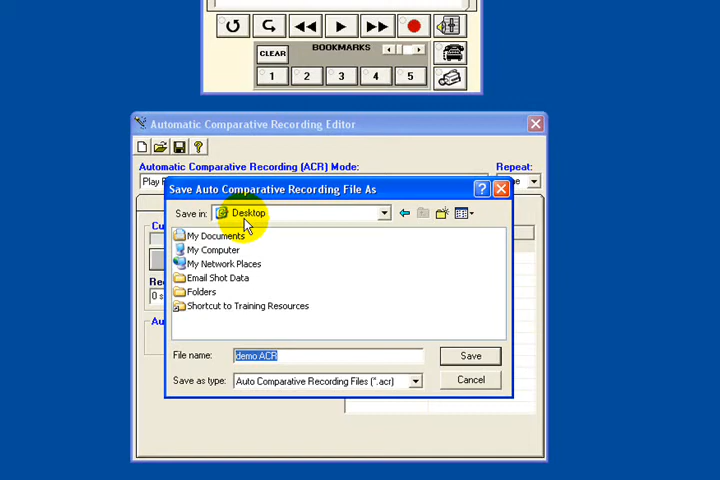 BOOKMARKS
CLEAR
1 2 3 4 5
Automatic Comparative Recording Editor
Automatic Comparative Recording (ACR) Mode: Repeat:
Play
Save Auto Comparative Recording File As
Save in: Desktop
My Documents
My Computer
My Network Places
Email Shot Data
Folders
Shortcut to Training Resources
File name: demo ACR Save
Save as type: Auto Comparative Recording Files (*.acr) Cancel